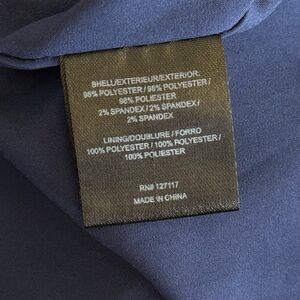 SHELL/EXTERIEUR/EXTERIOR:
98% POLYESTER / 98% POLYESTER /
98% POLIESTER
2% SPANDEX / 2% SPANDEX /
2% SPANDEX
LINING/DOUBLURE / FORRO
100% POLYESTER / 100% POLYESTER /
100% POLIESTER
RN# 127117
MADE IN CHINA